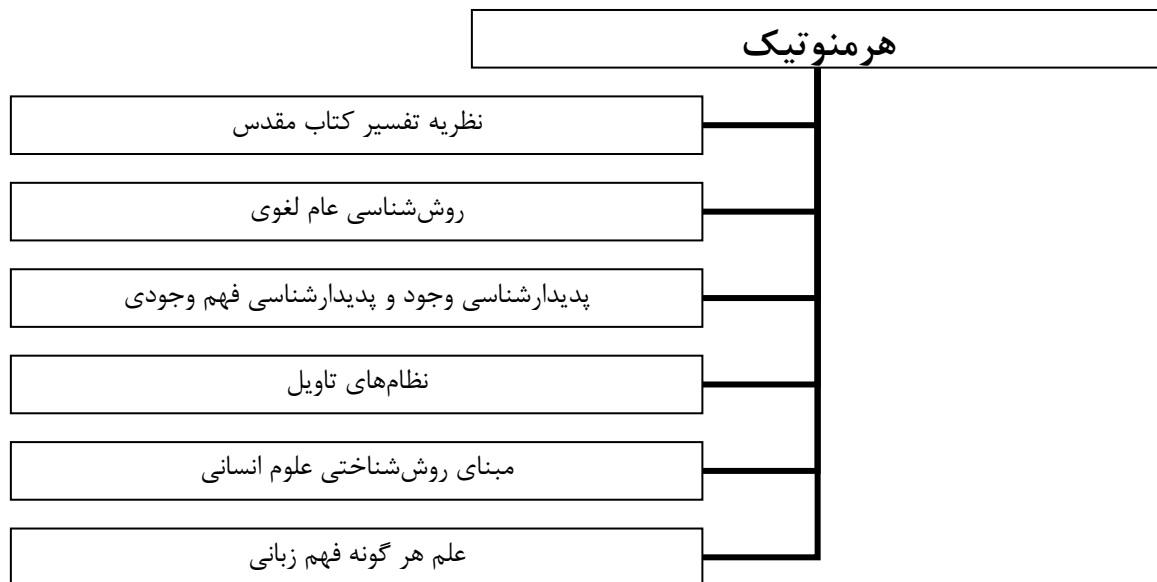 هرمنوتیک
نظریه تفسیر کتاب مقدس
روش‌شناسی عام لغوی
پدیدارشناسی وجود و پدیدارشناسی فهم وجودی
نظام‌های تاویل
مبنای روش‌شناختی علوم انسانی
علم هر گونه فهم زبانی